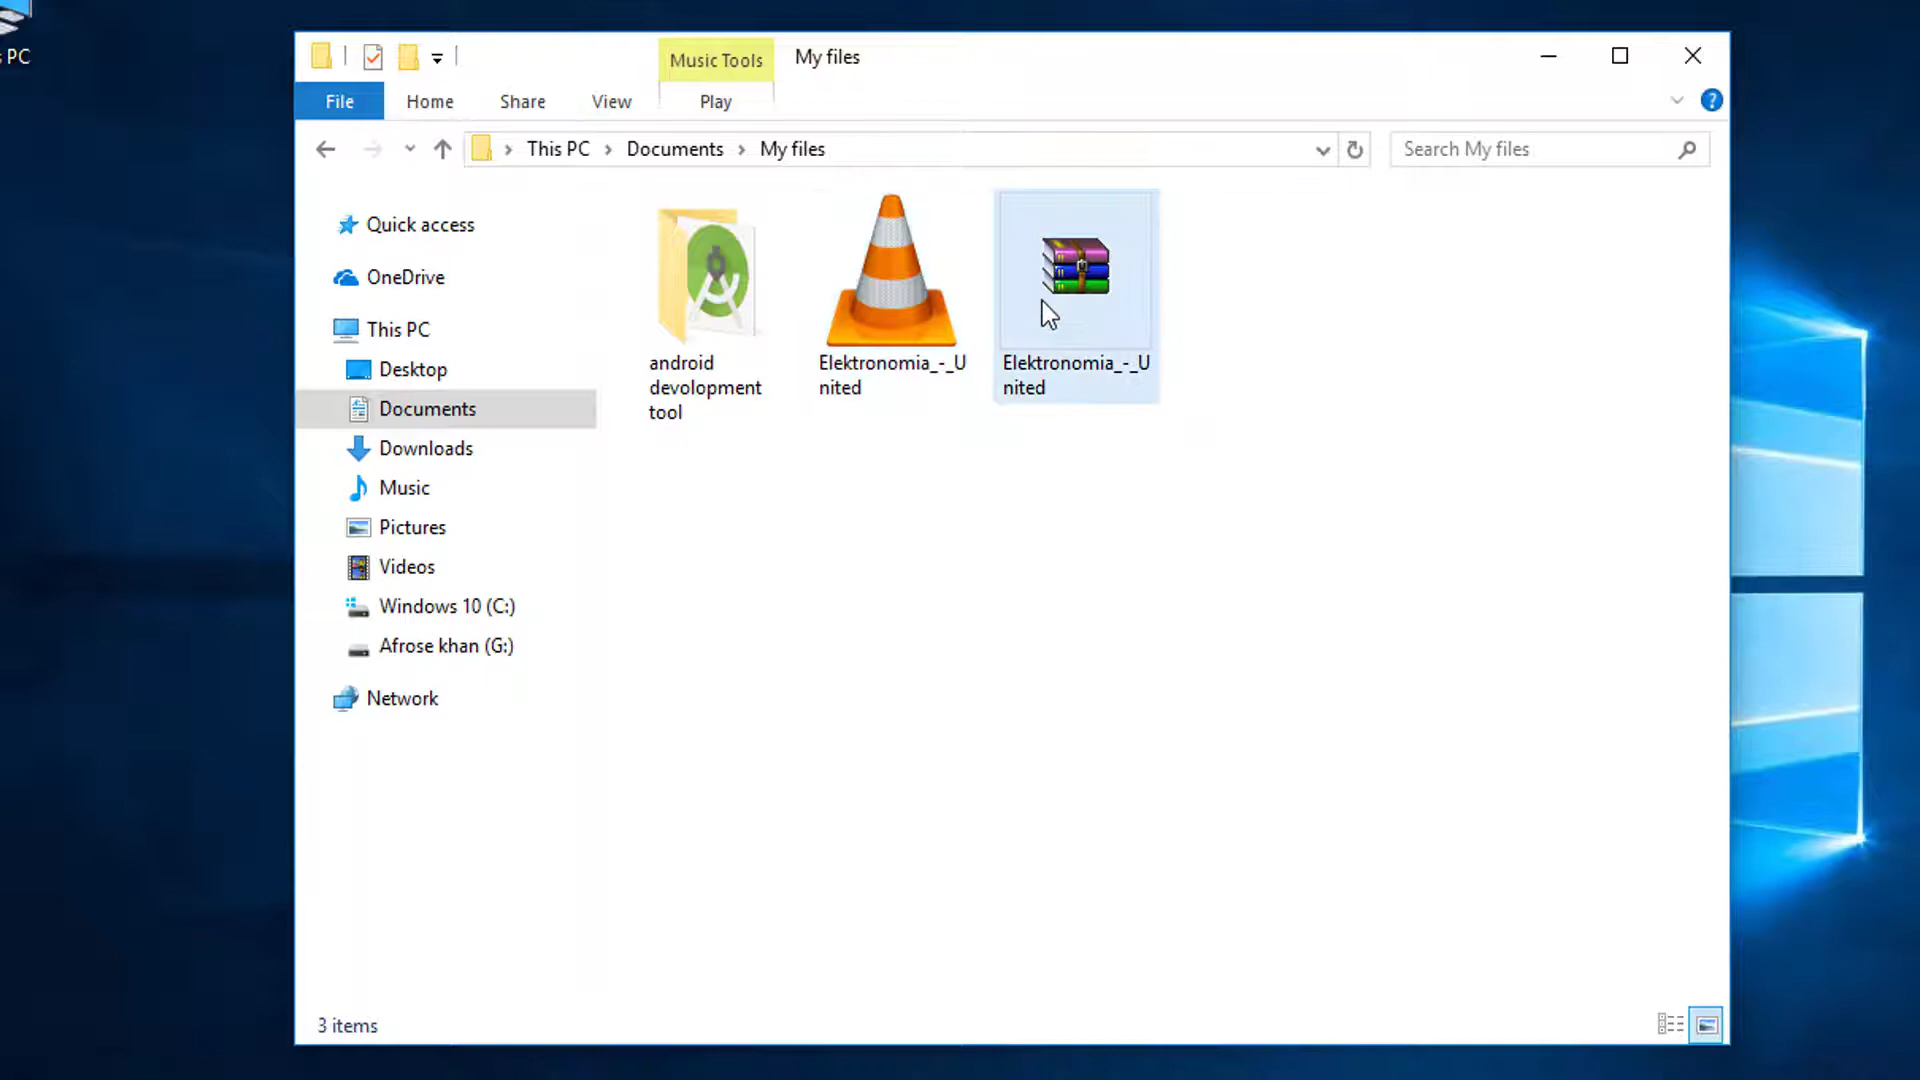 PC
Music Tools
My files
File
Home
Share
View
Play
?
This PC
Documents
My files
Search My files
Quick access
OneDrive
This PC
Desktop
Documents
Downloads
Music
Pictures
Videos
Windows 10 (C:)
Afrose khan (G:)
Network
android
devolopment
tool
Elektronomia_-_U
nited
Elektronomia_-_U
nited
3 items